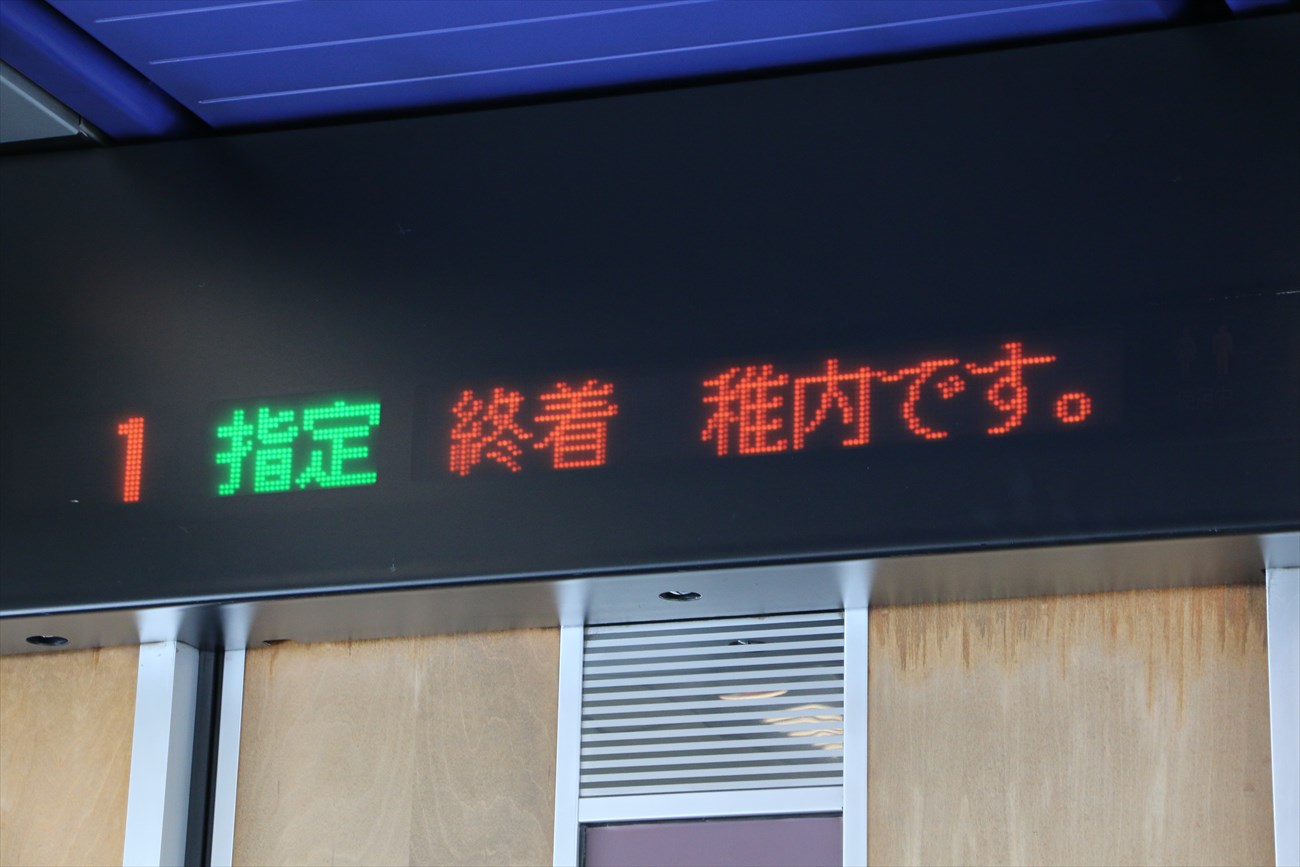 1 指定 終着 稚内です。